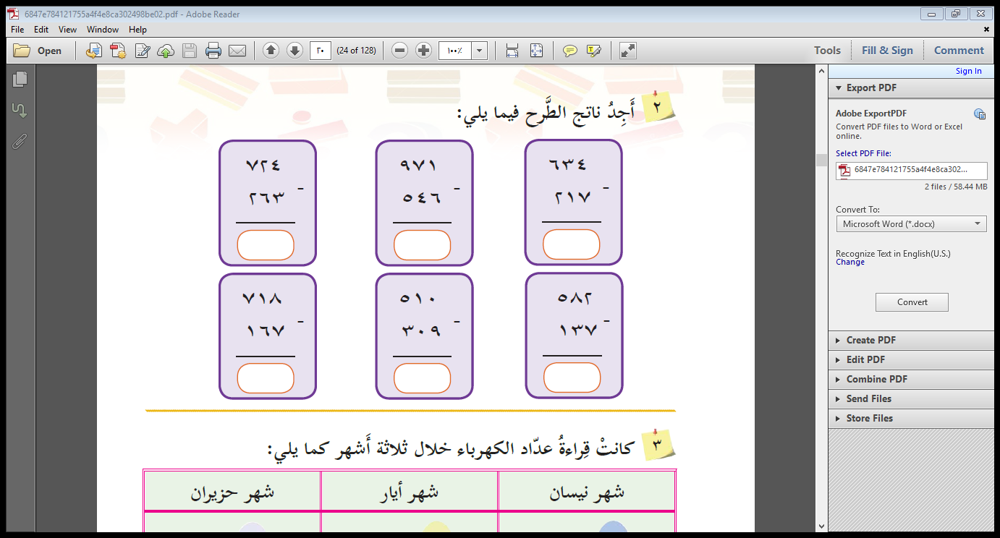 6847e784121755a4f4e8ca302498be02.pdf - Adobe Reader
File Edit View Window Help
Open ٢٠ (24 of 128) ١٠٠٪ Tools Fill & Sign Comment
Sign In
Export PDF
Adobe ExportPDF
Convert PDF files to Word or Excel
online.
Select PDF File:
6847e784121755a4f4e8ca302...
2 files / 58.44 MB
Convert To:
Microsoft Word (*.docx)
Recognize Text in English(U.S.)
Change
Convert
Create PDF
Edit PDF
Combine PDF
Send Files
Store Files
٢ أَجِدُ ناتج الطَّرح فيما يلي:
٦٣٤
- ٢١٧
٩٧١
- ٥٤٦
٧٢٤
- ٢٦٣
٥٨٢
- ١٣٧
٥١٠
- ٣٠٩
٧١٨
- ١٦٧
٣ كانتْ قِراءةُ عدّاد الكهرباء خلال ثلاثة أَشهر كما يلي:
شهر نيسان شهر أيار شهر حزيران